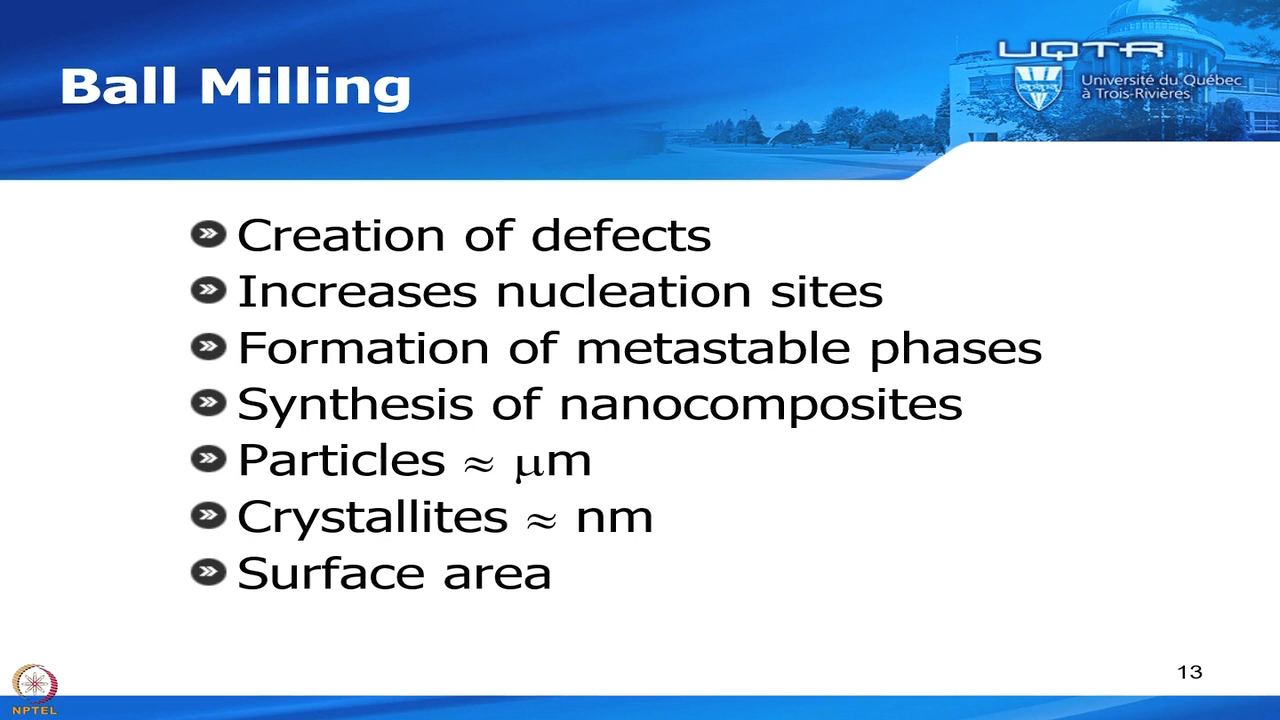 UQTR
Université du Québec
à Trois-Rivières
Ball Milling
Creation of defects
Increases nucleation sites
Formation of metastable phases
Synthesis of nanocomposites
Particles ≈ μm
Crystallites ≈ nm
Surface area
13
NPTEL